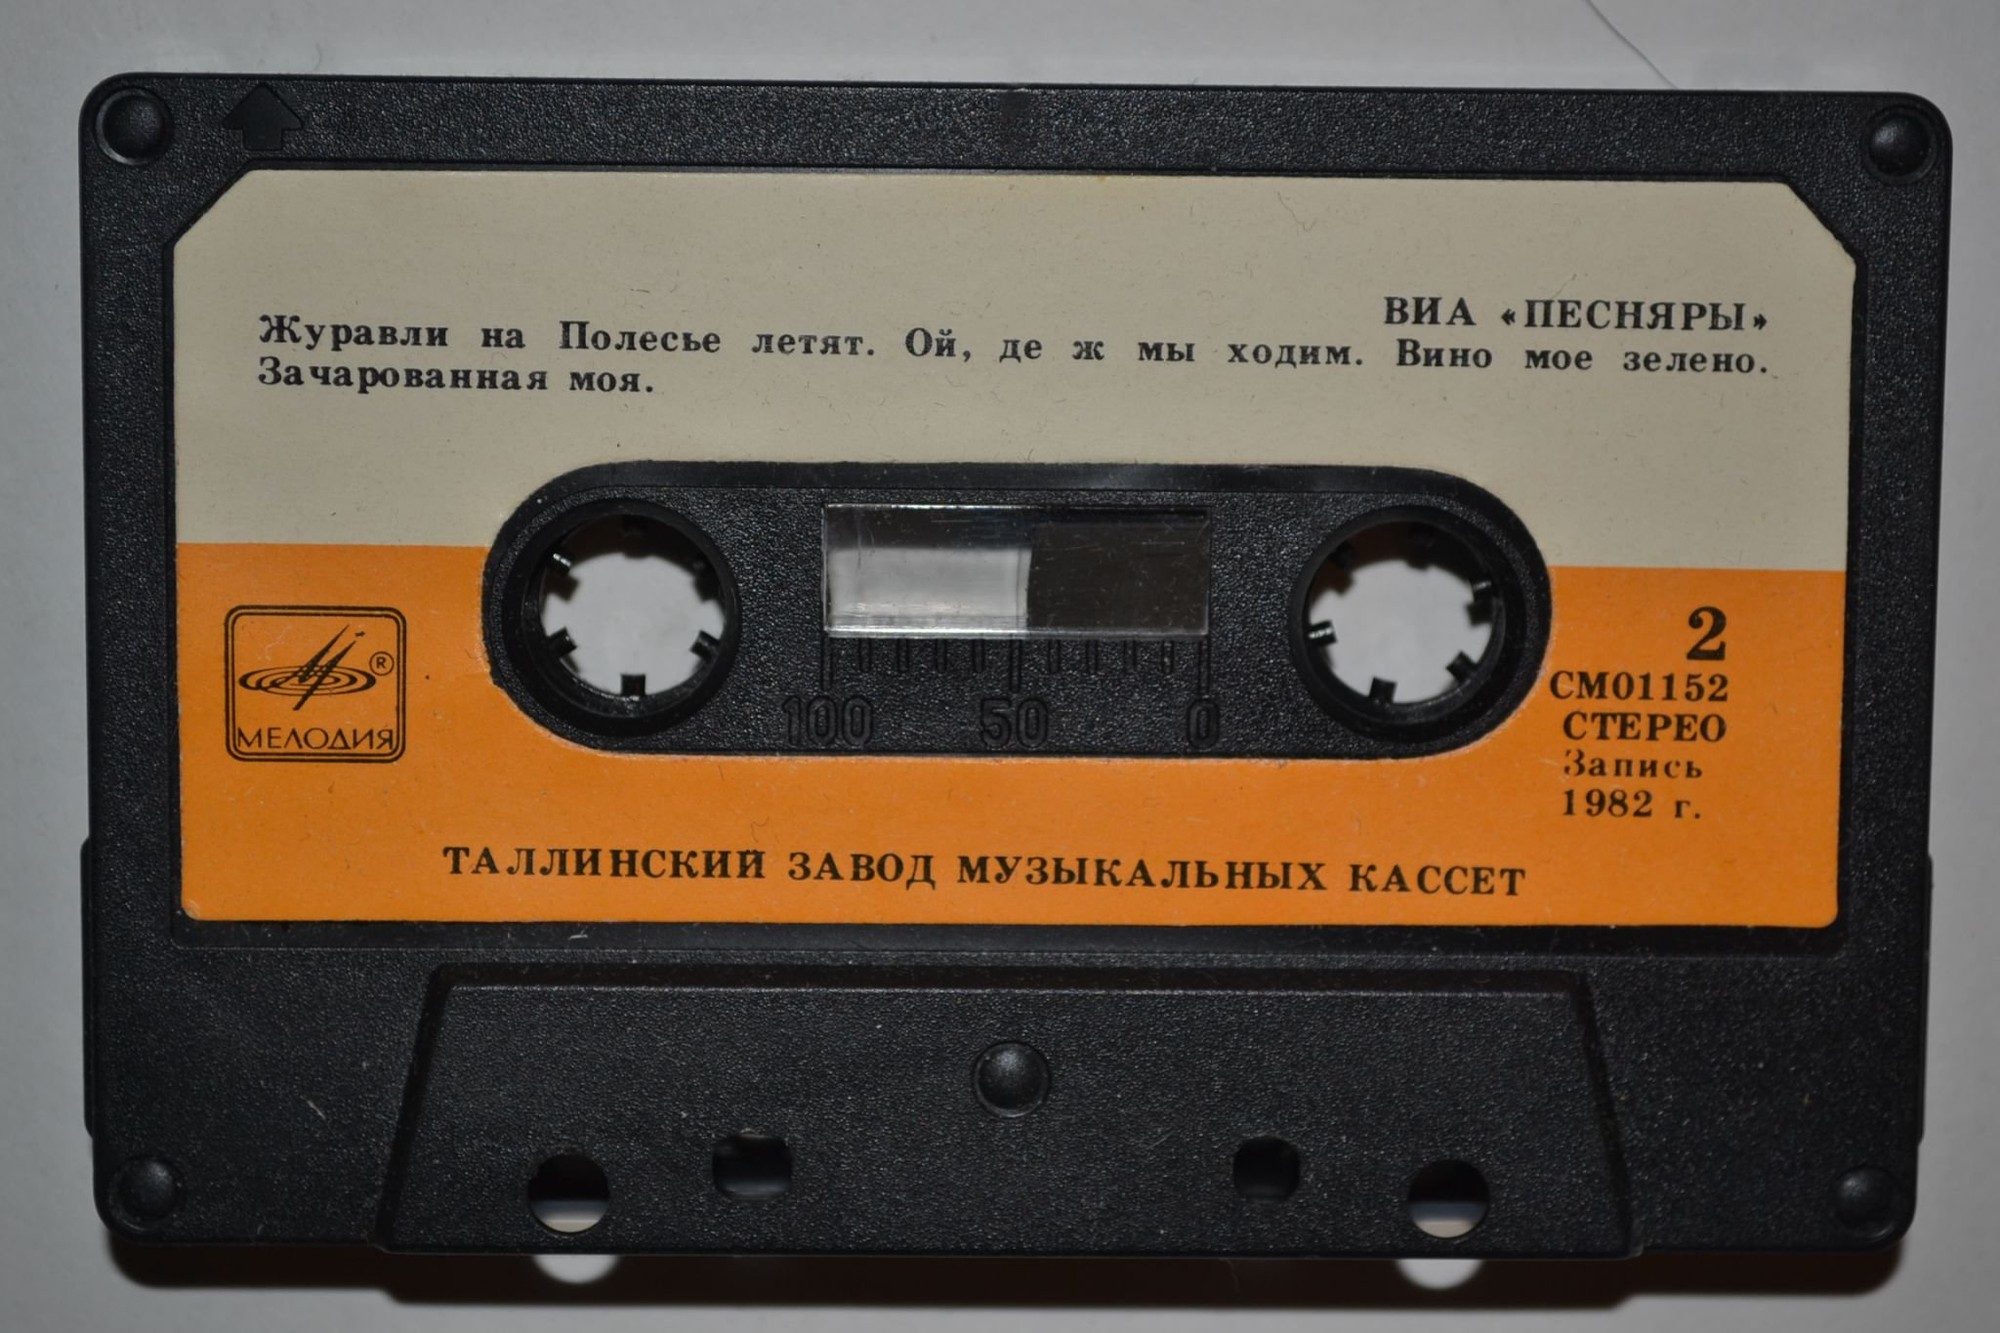 ВИА «ПЕСНЯРЫ»
Журавли на Полесье летят. Ой, де ж мы ходим. Вино мое зелено.
Зачарованная моя.
100 50 0
®
МЕЛОДИЯ
2
СМ01152
СТЕРЕО
Запись
1982 г.
ТАЛЛИНСКИЙ ЗАВОД МУЗЫКАЛЬНЫХ КАССЕТ